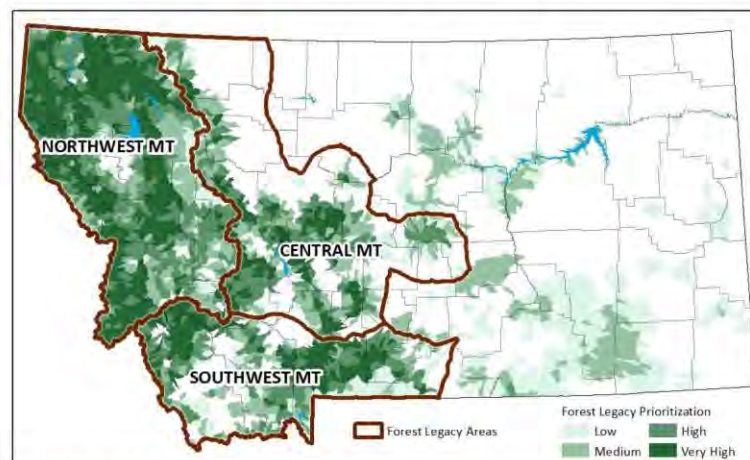 NORTHWEST MT
CENTRAL MT
SOUTHWEST MT
Forest Legacy Areas
Forest Legacy Prioritization
Low
High
Medium
Very High